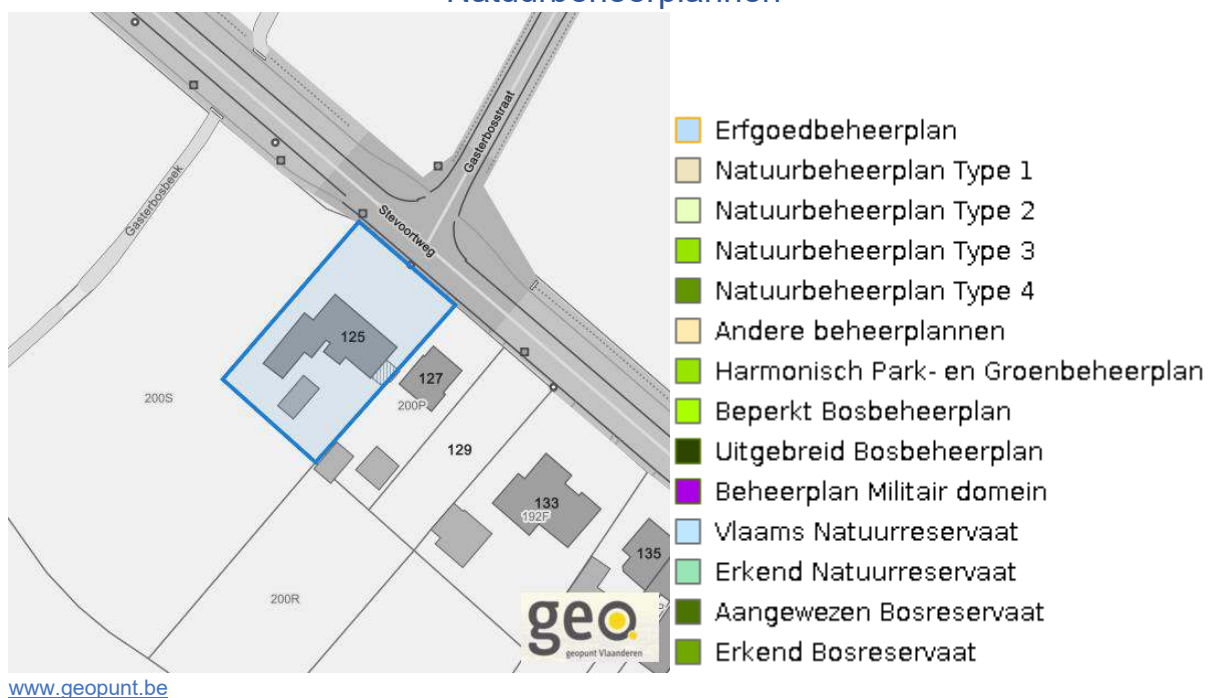 Natuurbeheerplannen
Gasterbosstraat
Gasterbosbeek
Stevoortweg
125
127
200S
200P
129
133
192F
135
200R
geo.
geopunt Vlaanderen
Erfgoedbeheerplan
Natuurbeheerplan Type 1
Natuurbeheerplan Type 2
Natuurbeheerplan Type 3
Natuurbeheerplan Type 4
Andere beheerplannen
Harmonisch Park- en Groenbeheerplan
Beperkt Bosbeheerplan
Uitgebreid Bosbeheerplan
Beheerplan Militair domein
Vlaams Natuurreservaat
Erkend Natuurreservaat
Aangewezen Bosreservaat
Erkend Bosreservaat
www.geopunt.be